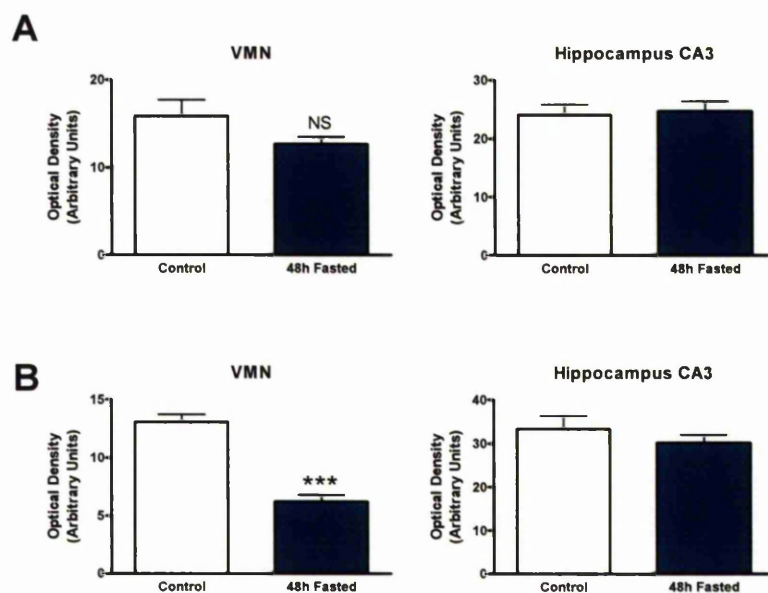 A
VMN
Hippocampus CA3
Optical Density
(Arbitrary Units)
20
10
0
NS
Control
48h Fasted
Optical Density
(Arbitrary Units)
30
20
10
0
Control
48h Fasted
B
VMN
Hippocampus CA3
Optical Density
(Arbitrary Units)
15
10
5
0
***
Control
48h Fasted
Optical Density
(Arbitrary Units)
40
30
20
10
0
Control
48h Fasted